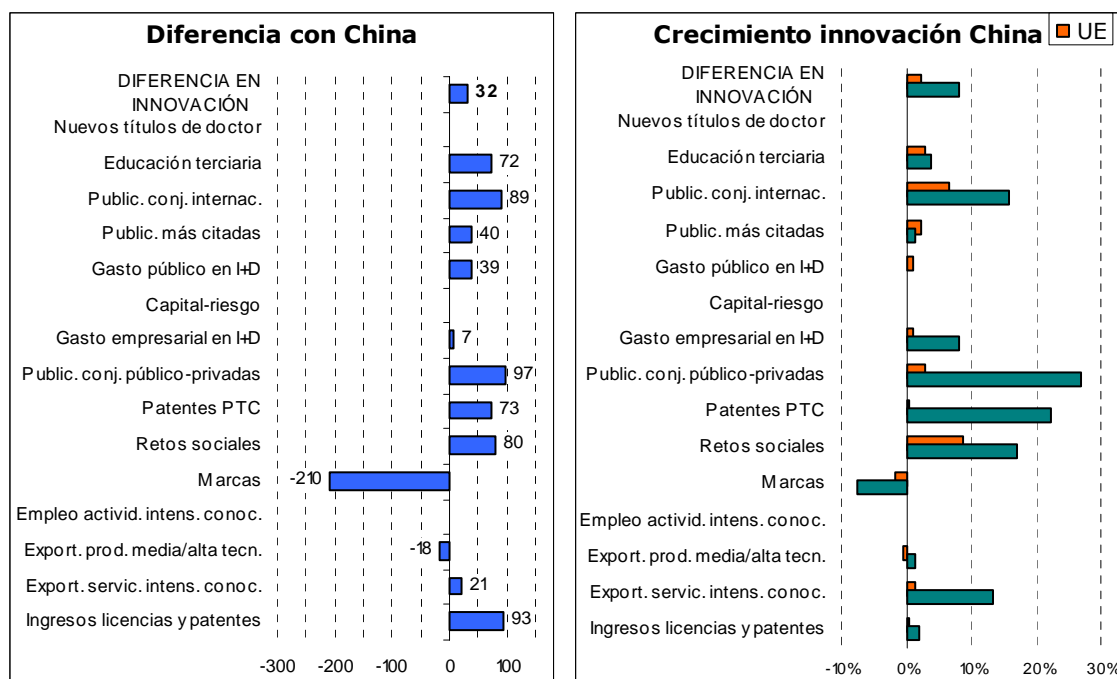 Diferencia con China
DIFERENCIA EN
INNOVACIÓN
32
Nuevos títulos de doctor
Educación terciaria
72
Public. conj. internac.
89
Public. más citadas
40
Gasto público en I+D
39
Capital-riesgo
Gasto empresarial en I+D
7
Public. conj. público-privadas
97
Patentes PTC
73
Retos sociales
80
Marcas
-210
Empleo activid. intens. conoc.
Export. prod. media/alta tecn.
-18
Export. servic. intens. conoc.
21
Ingresos licencias y patentes
93
-300 -200 -100 0 100
Crecimiento innovación China
UE
DIFERENCIA EN
INNOVACIÓN
Nuevos títulos de doctor
Educación terciaria
Public. conj. internac.
Public. más citadas
Gasto público en I+D
Capital-riesgo
Gasto empresarial en I+D
Public. conj. público-privadas
Patentes PTC
Retos sociales
Marcas
Empleo activid. intens. conoc.
Export. prod. media/alta tecn.
Export. servic. intens. conoc.
Ingresos licencias y patentes
-10% 0% 10% 20% 30%